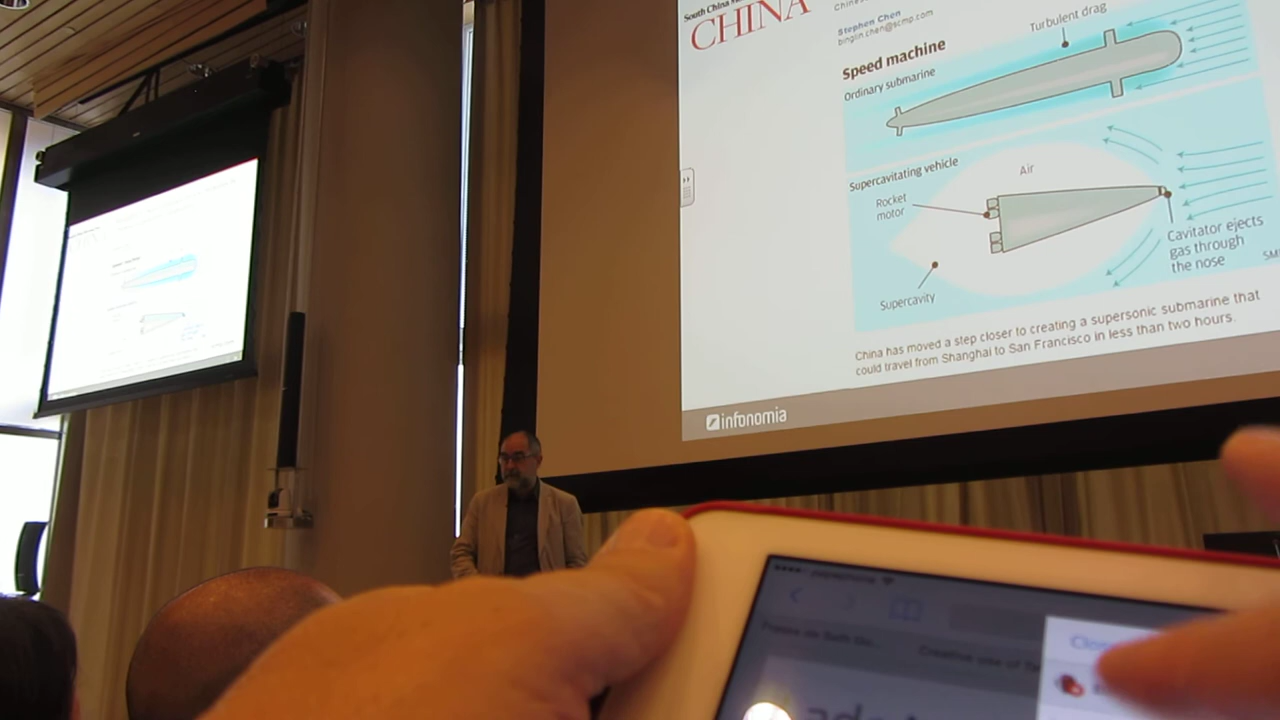 South China
CHINA
Stephen Chen
binglin.chen@scmp.com
Speed machine
Ordinary submarine
Turbulent drag
Supercavitating vehicle
Air
Rocket
motor
Cavitator ejects
gas through
the nose
Supercavity
China has moved a step closer to creating a supersonic submarine that
could travel from Shanghai to San Francisco in less than two hours.
infonomia